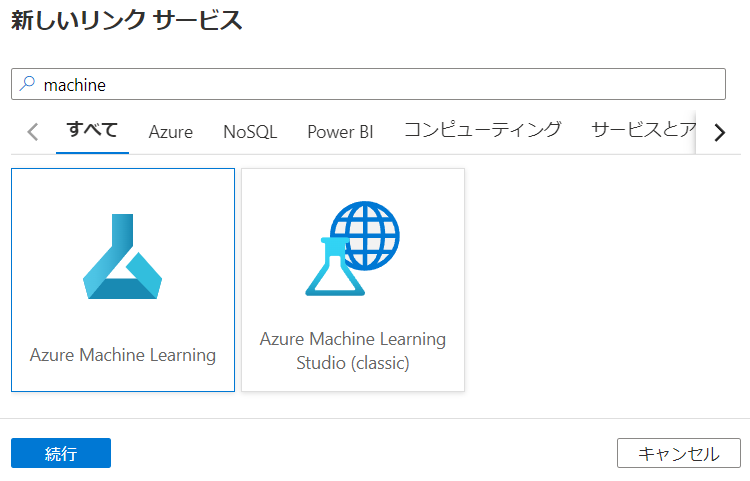 新しいリンク サービス
machine
すべて Azure NoSQL Power BI コンピューティング サービスとア
Azure Machine Learning
Azure Machine Learning
Studio (classic)
続行 キャンセル